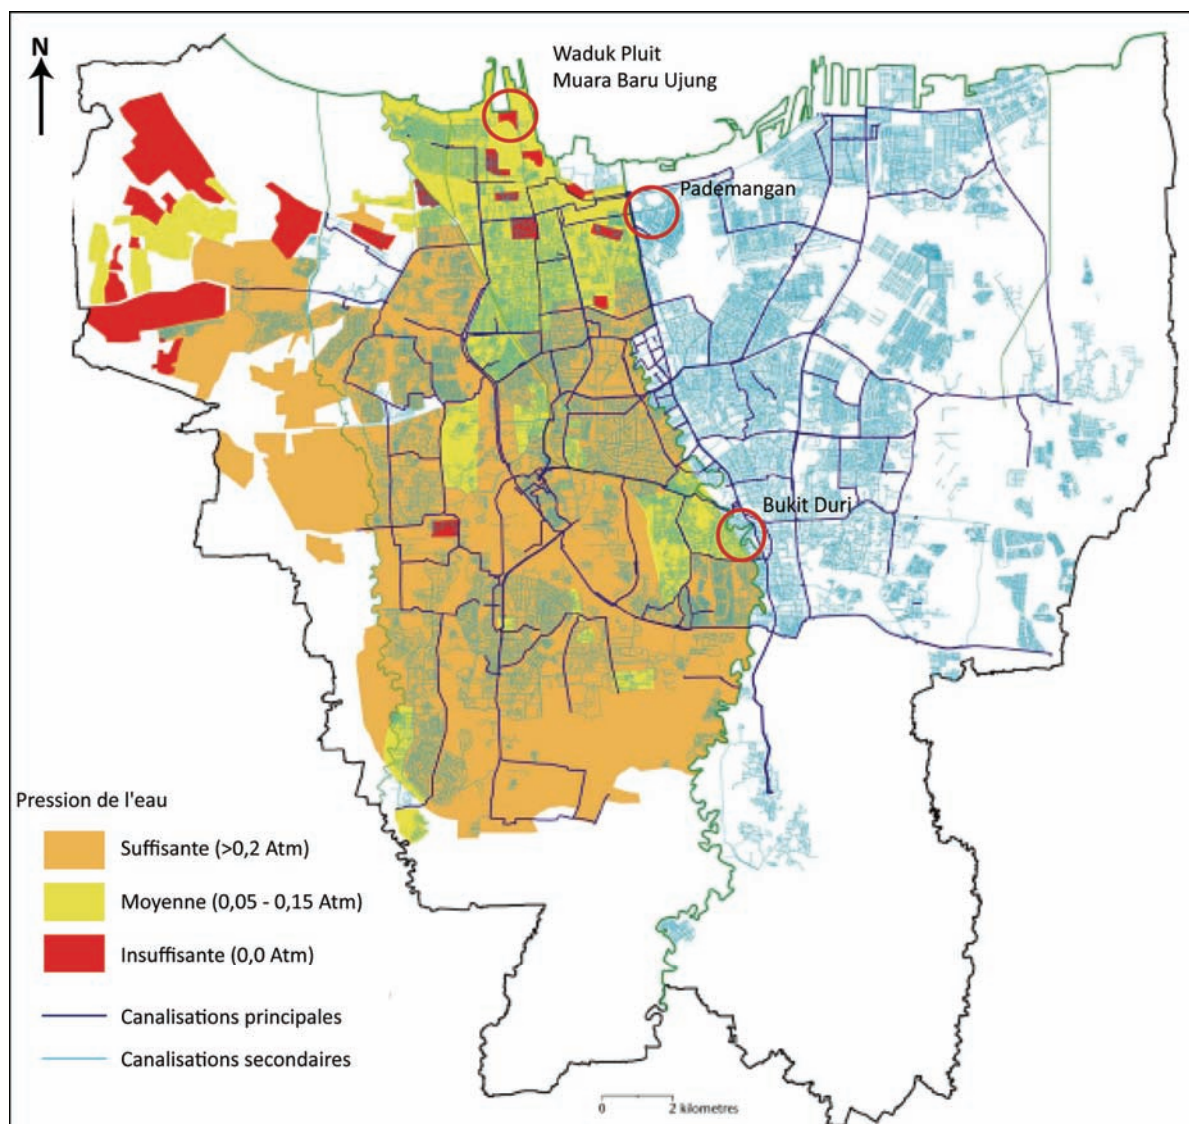 N
Waduk Pluit
Muara Baru Ujung
Pademangan
Bukit Duri
Pression de l'eau
Suffisante (>0,2 Atm)
Moyenne (0,05 - 0,15 Atm)
Insuffisante (0,0 Atm)
Canalisations principales
Canalisations secondaires
0 2 kilometres